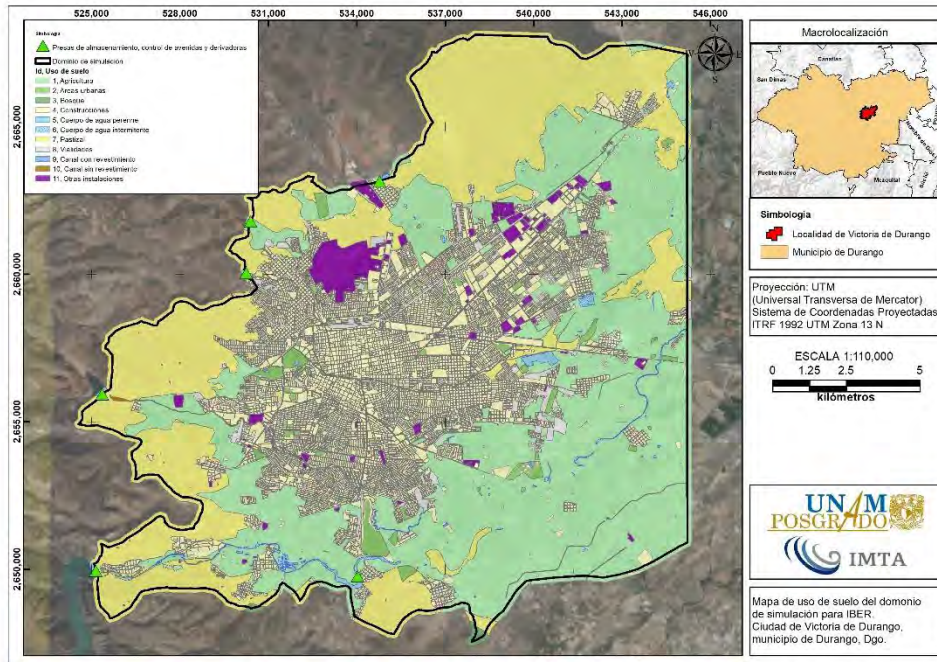 525,000 528,000 531,000 534,000 537,000 540,000 543,000 546,000
Simbología
Presas de almacenamiento, control de avenidas y derivadoras
Dominio de simulación
Id, Uso de suelo
1, Agricultura
2, Areas urbanas
3, Bosque
4, Construcciones
5, Cuerpo de agua perenne
6, Cuerpo de agua intermitente
7, Pastizal
8, Vialidades
9, Canal con revestimiento
10, Canal sin revestimiento
11, Otras instalaciones
N
S
2,665,000
2,660,000
2,655,000
2,650,000
Macrolocalización
Canatlan
San Dimas
Pueblo Nuevo
Mezquital
Simbología
Localidad de Victoria de Durango
Municipio de Durango
Proyección: UTM
(Universal Transversa de Mercator)
Sistema de Coordenadas Proyectadas
ITRF 1992 UTM Zona 13 N
ESCALA 1:110,000
0 1.25 2.5 5
kilómetros
UNAM
POSGRADO
IMTA
Mapa de uso de suelo del domonio
de simulación para IBER.
Ciudad de Victoria de Durango,
municipio de Durango, Dgo.